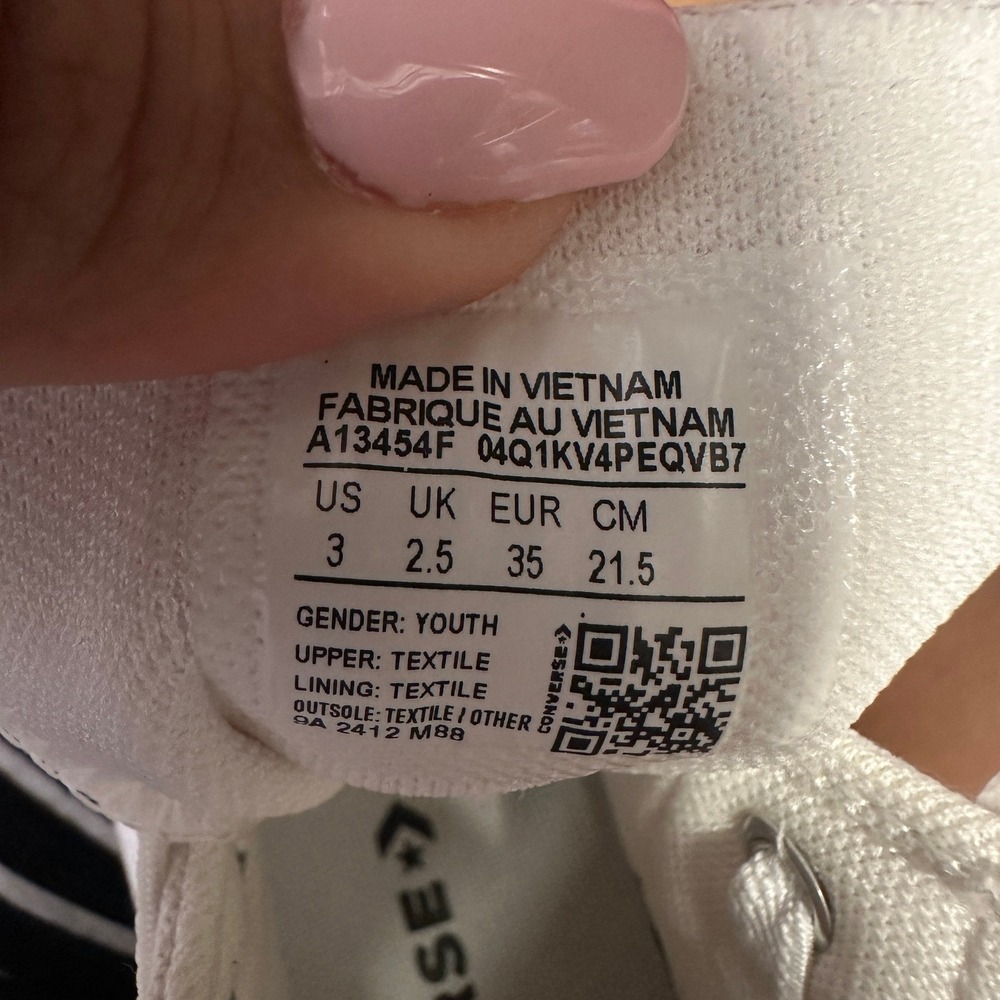 MADE IN VIETNAM
FABRIQUE AU VIETNAM
A13454F 04Q1KV4PEQVB7
US UK EUR CM
3 2.5 35 21.5
GENDER: YOUTH
UPPER: TEXTILE
LINING: TEXTILE
OUTSOLE: TEXTILE / OTHER
9A 2412 M88
CONVERSE
ERSE